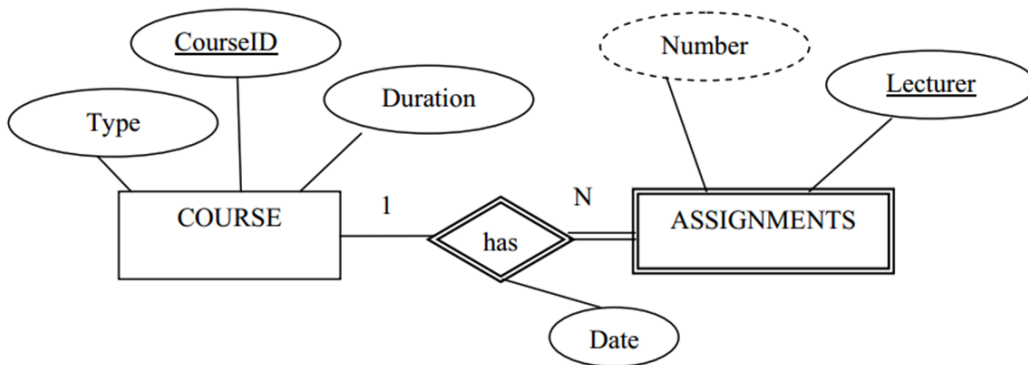 CourseID
Number
Lecturer
Duration
Type
COURSE
1
has
N
ASSIGNMENTS
Date